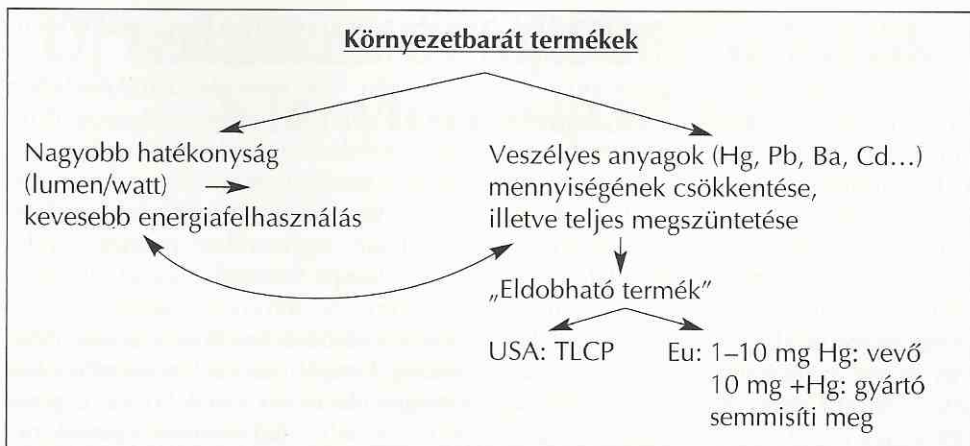 Környezetbarát termékek
Nagyobb hatékonyság
(lumen/watt) →
kevesebb energiafelhasználás
Veszélyes anyagok (Hg, Pb, Ba, Cd...)
mennyiségének csökkentése,
illetve teljes megszüntetése
„Eldobható termék”
USA: TLCP
Eu: 1–10 mg Hg: vevő
10 mg +Hg: gyártó
semmisíti meg